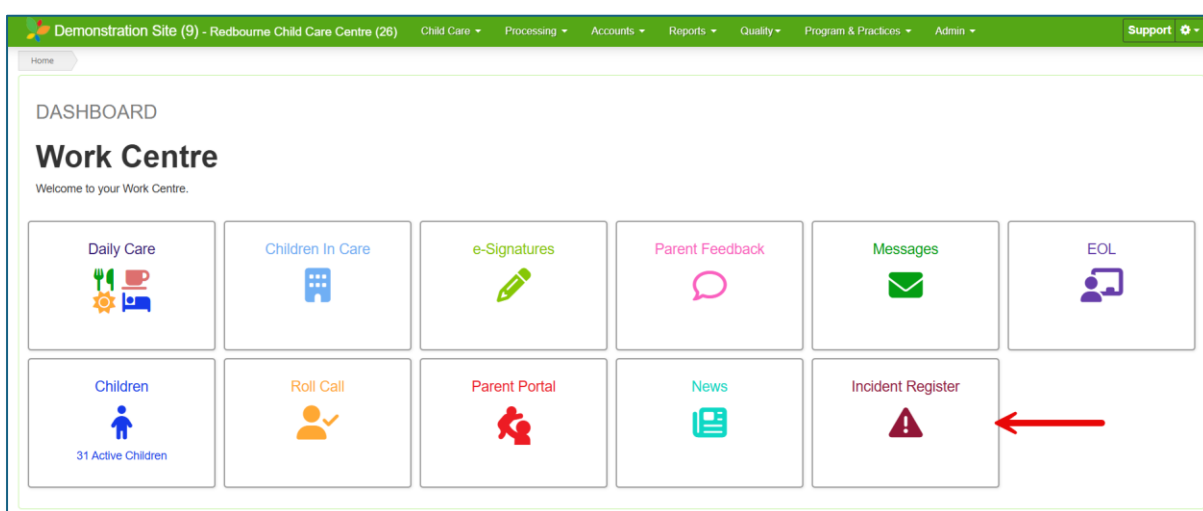 Demonstration Site (9) - Redbourne Child Care Centre (26) Child Care Processing Accounts Reports Quality Program & Practices Admin Support
Home
DASHBOARD
Work Centre
Welcome to your Work Centre.
Daily Care Children In Care e-Signatures Parent Feedback Messages EOL
Children Roll Call Parent Portal News Incident Register
31 Active Children